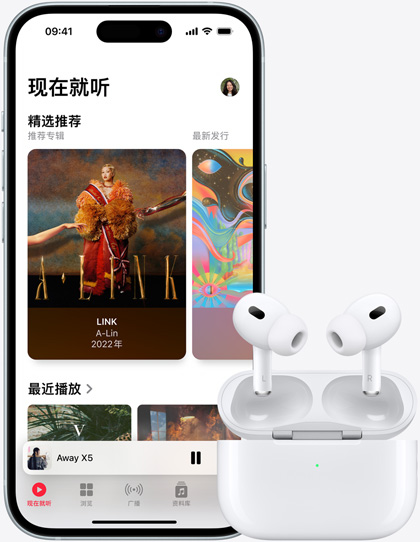 09:41
现在就听
精选推荐
推荐专辑
最新发行
A LINK
LINK
A-Lin
2022年
最近播放
V
Away X5
现在就听
浏览
广播
资料库
L
R